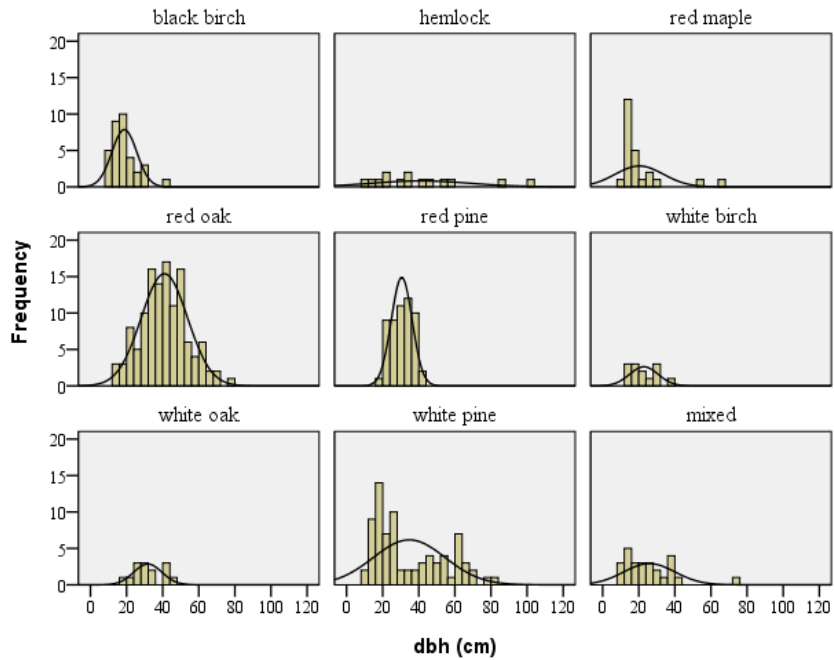 black birch
hemlock
red maple
20
15
10
5
0
red oak
red pine
white birch
20
15
10
5
0
Frequency
white oak
white pine
mixed
20
15
10
5
0
0 20 40 60 80 100 120
0 20 40 60 80 100 120
0 20 40 60 80 100 120
dbh (cm)